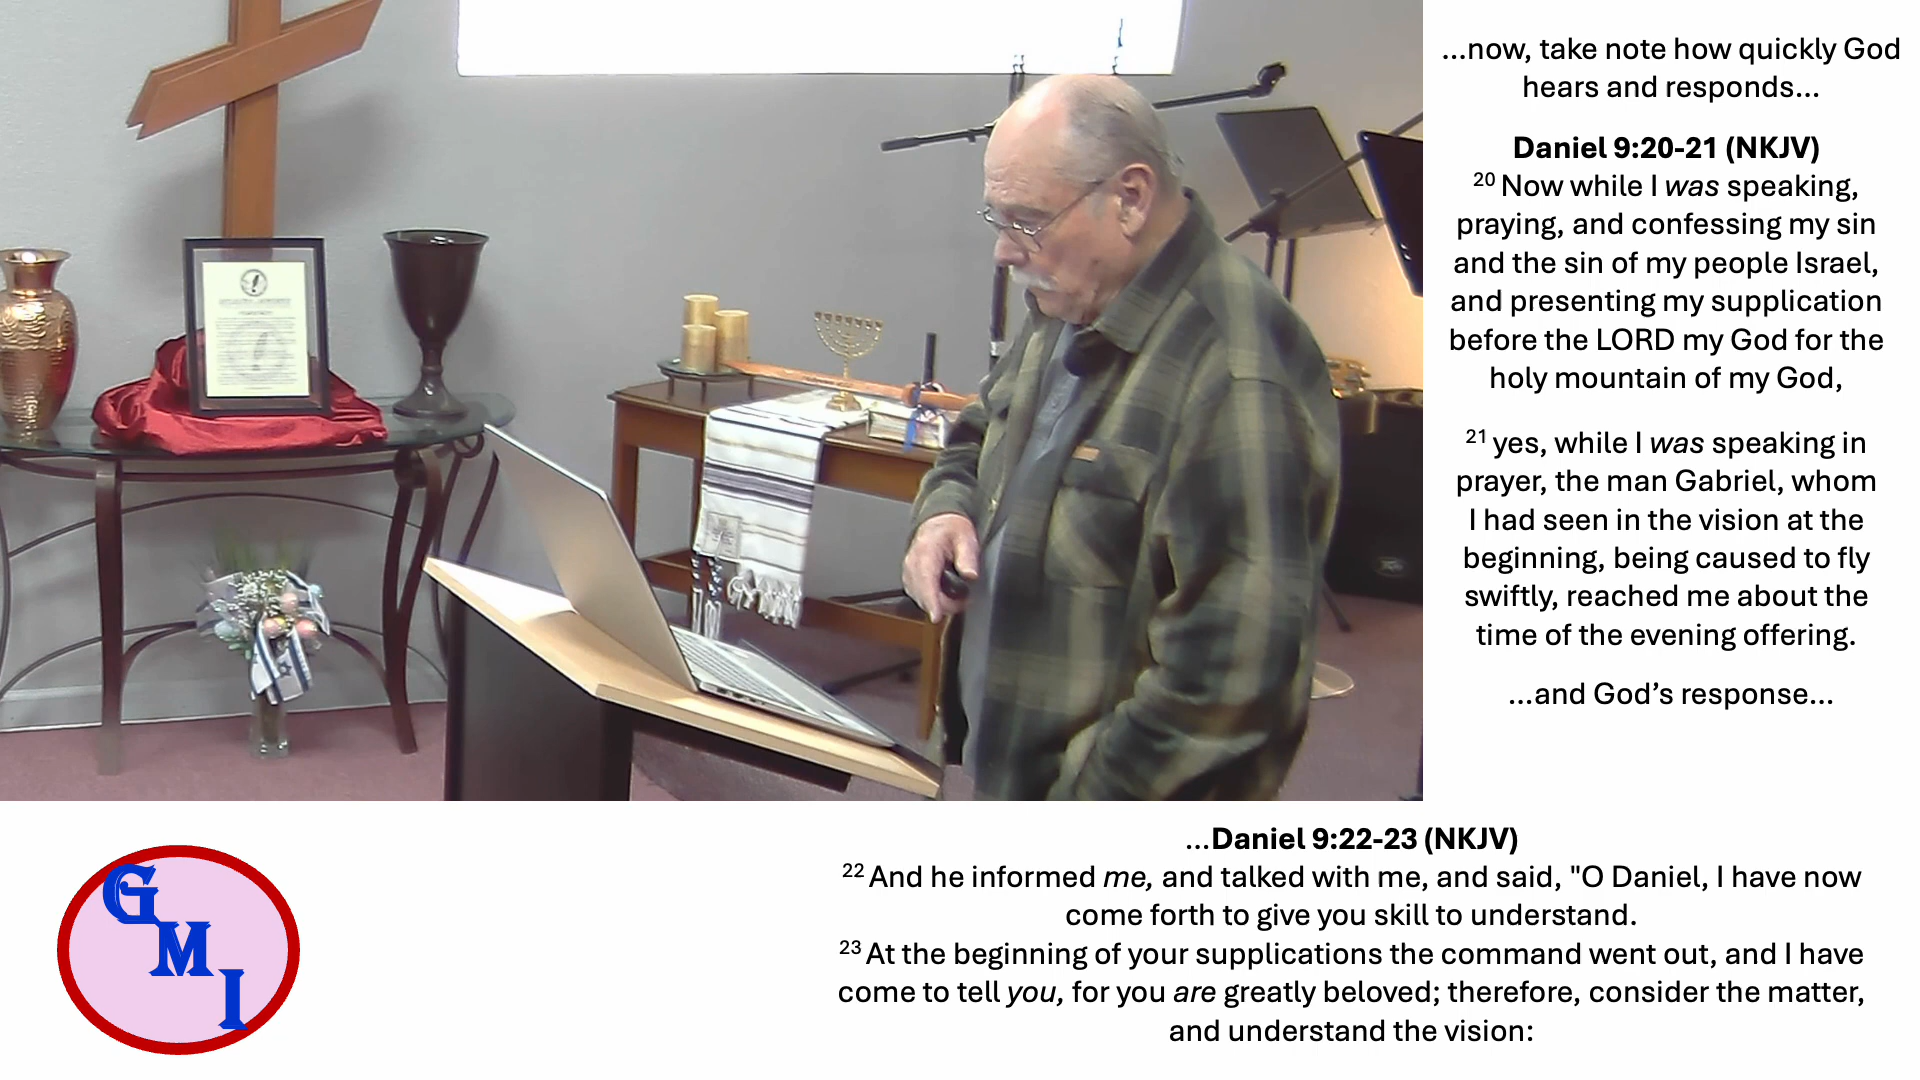 ...now, take note how quickly God
hears and responds...
Daniel 9:20-21 (NKJV)
20 Now while I was speaking,
praying, and confessing my sin
and the sin of my people Israel,
and presenting my supplication
before the LORD my God for the
holy mountain of my God,
21 yes, while I was speaking in
prayer, the man Gabriel, whom
I had seen in the vision at the
beginning, being caused to fly
swiftly, reached me about the
time of the evening offering.
...and God’s response...
...Daniel 9:22-23 (NKJV)
22 And he informed me, and talked with me, and said, "O Daniel, I have now
come forth to give you skill to understand.
23 At the beginning of your supplications the command went out, and I have
come to tell you, for you are greatly beloved; therefore, consider the matter,
and understand the vision:
GMI